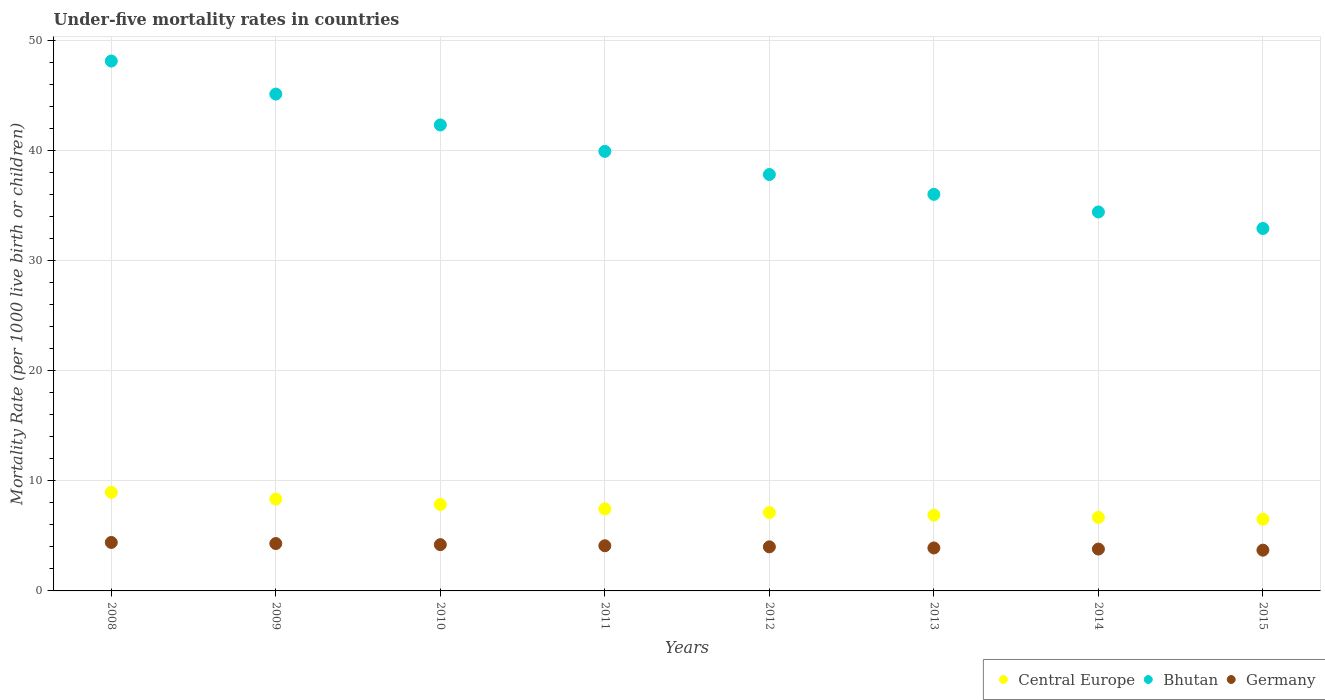 Under-five mortality rates in countries
Mortality Rate (per 1000 live birth or children)
50
40
30
20
10
0
2008
2009
2010
2011
2012
2013
2014
2015
Years
Central Europe
Bhutan
Germany